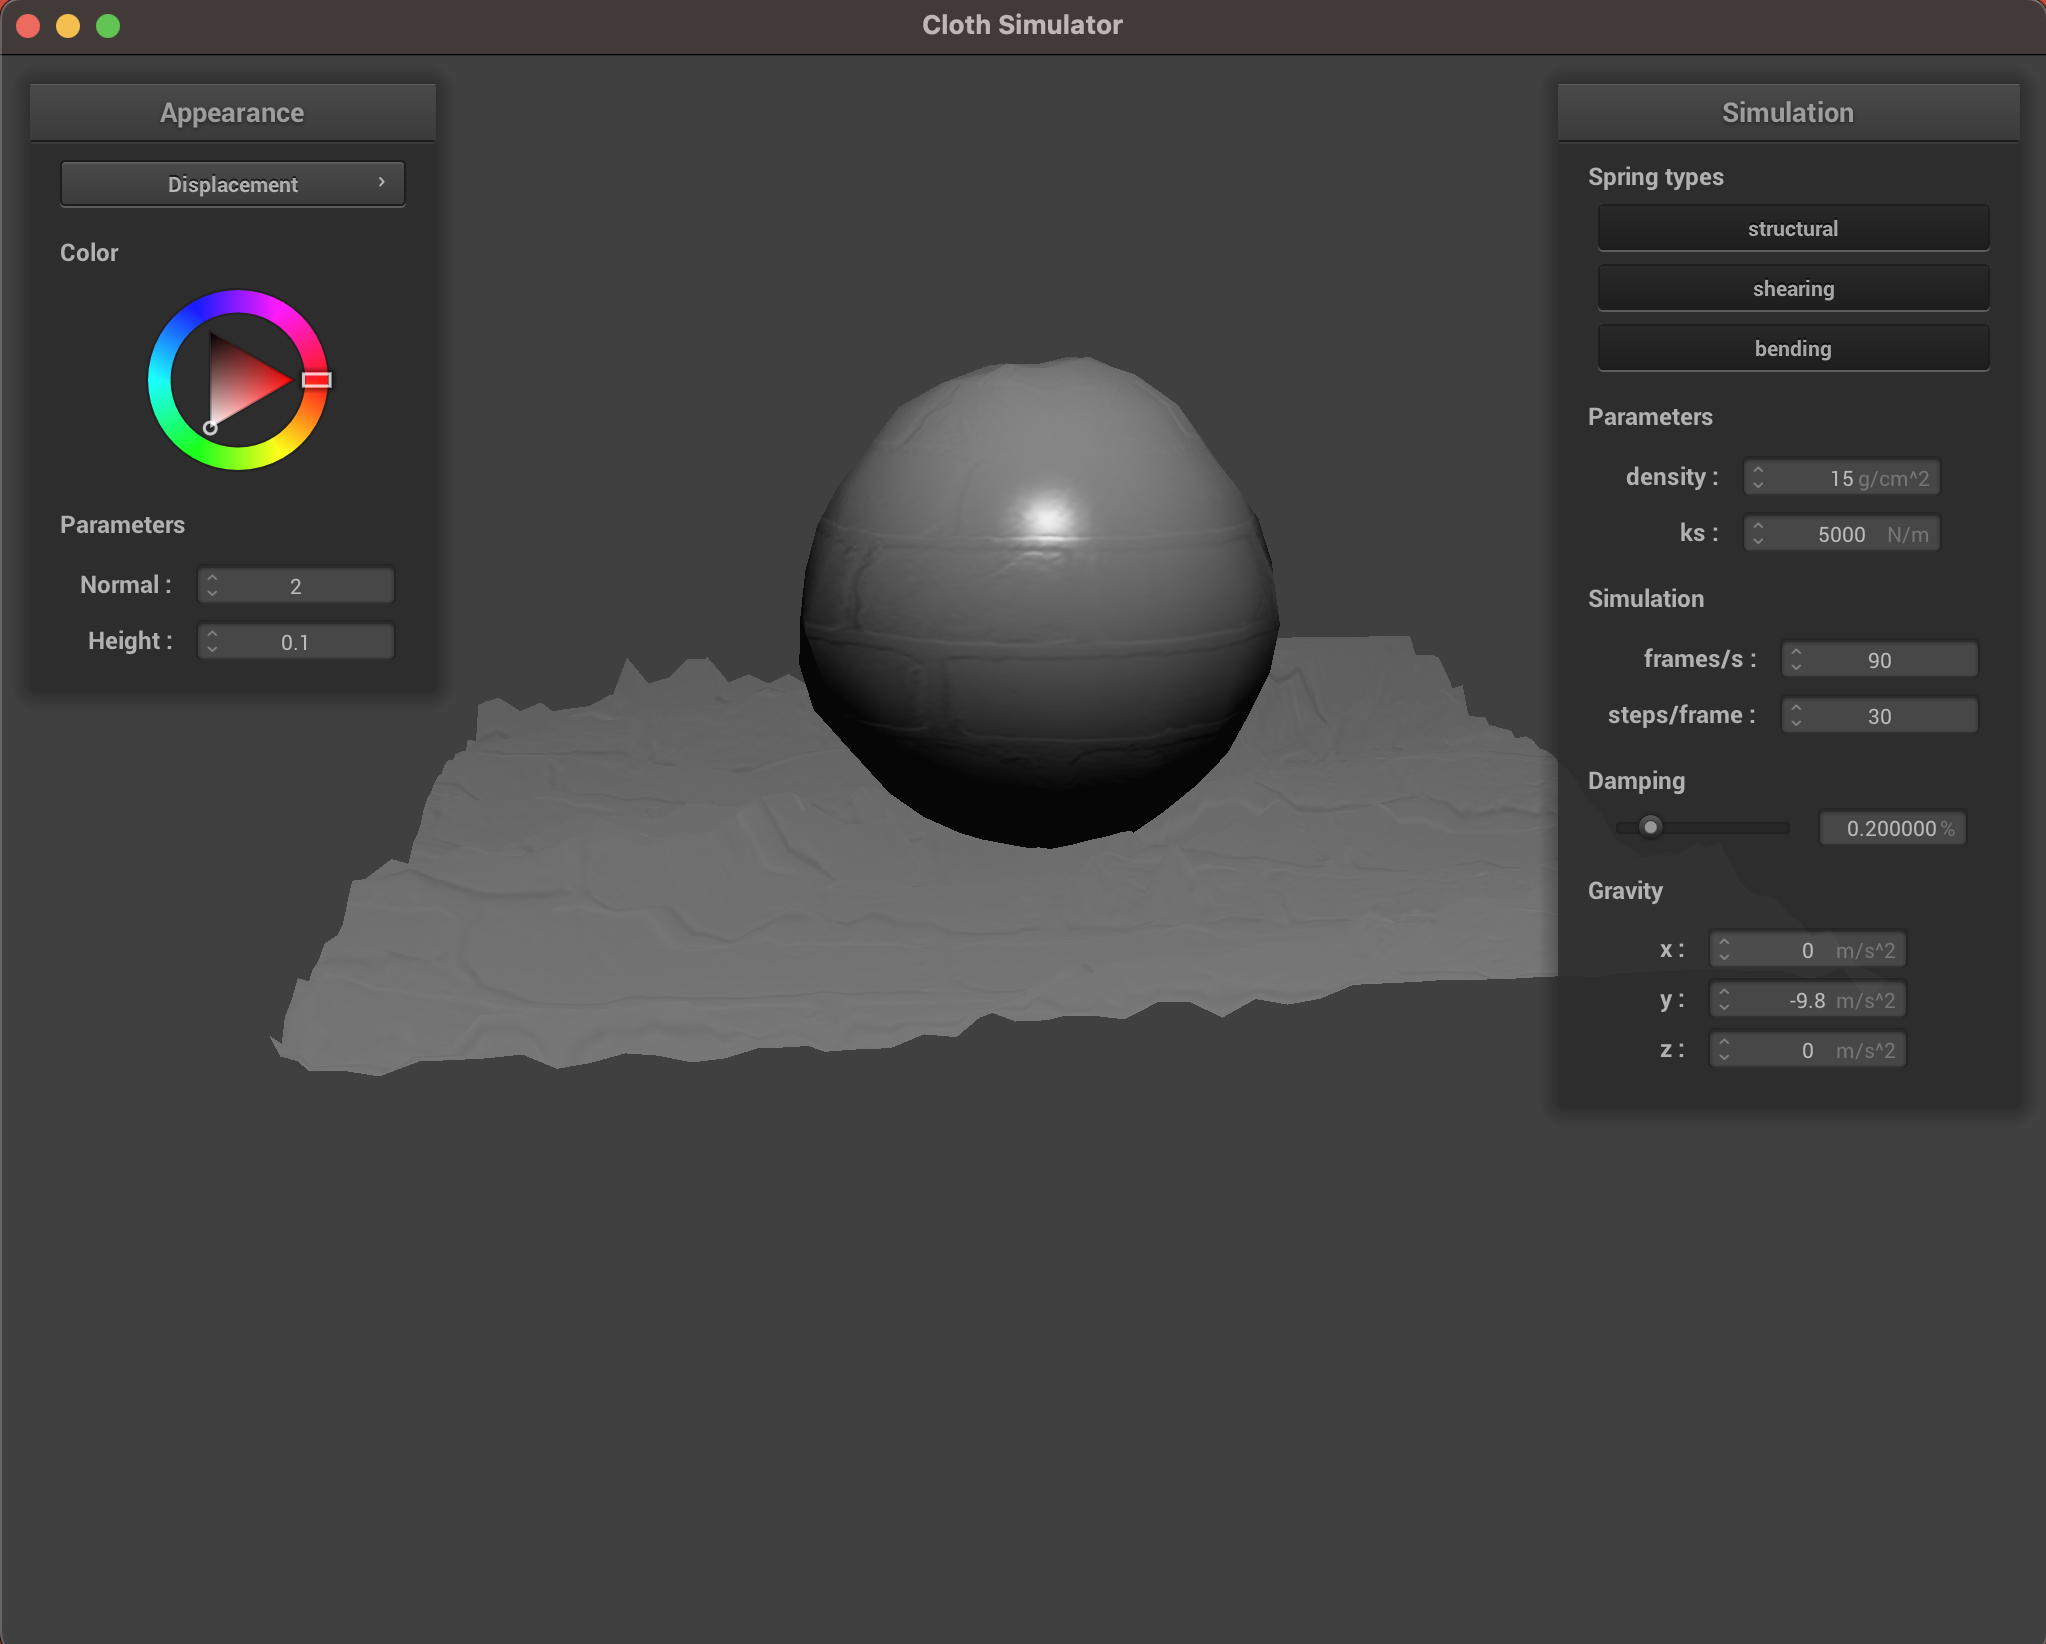 Cloth Simulator
Appearance
Displacement
Color
Parameters
Normal : 2
Height : 0.1
Simulation
Spring types
structural
shearing
bending
Parameters
density : 15 g/cm^2
ks : 5000 N/m
Simulation
frames/s : 90
steps/frame : 30
Damping
0.200000 %
Gravity
x : 0 m/s^2
y : -9.8 m/s^2
z : 0 m/s^2